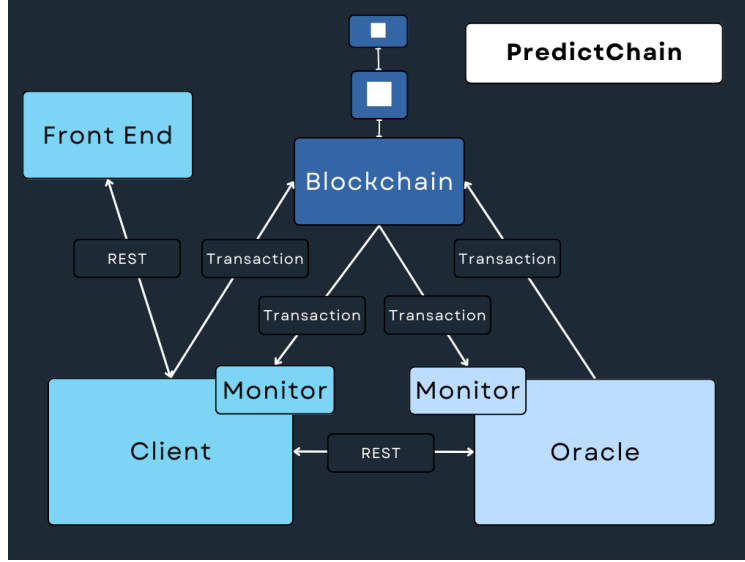 PredictChain
Front End
Blockchain
REST
Transaction
Transaction
Transaction
Transaction
Monitor
Monitor
Client
REST
Oracle